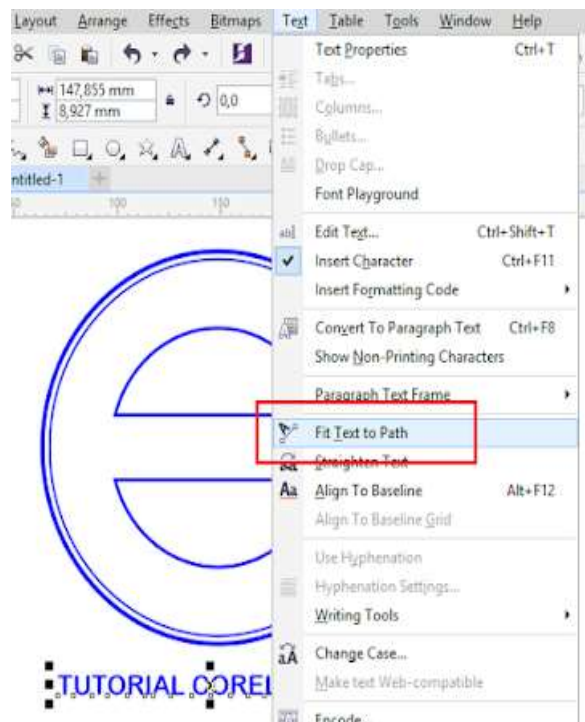 Layout Arrange Effects Bitmaps Text Table Tools Window Help
147,855 mm
8,927 mm
0,0
ntitled-1
100 150
Text Properties Ctrl+T
Tabs...
Columns...
Bullets...
Drop Cap...
Font Playground
Edit Text... Ctrl+Shift+T
Insert Character Ctrl+F11
Insert Formatting Code
Convert To Paragraph Text Ctrl+F8
Show Non-Printing Characters
Paragraph Text Frame
Fit Text to Path
Straighten Text
Align To Baseline Alt+F12
Align To Baseline Grid
Use Hyphenation
Hyphenation Settings...
Writing Tools
Change Case...
Make text Web-compatible
Encode...
TUTORIAL COREL